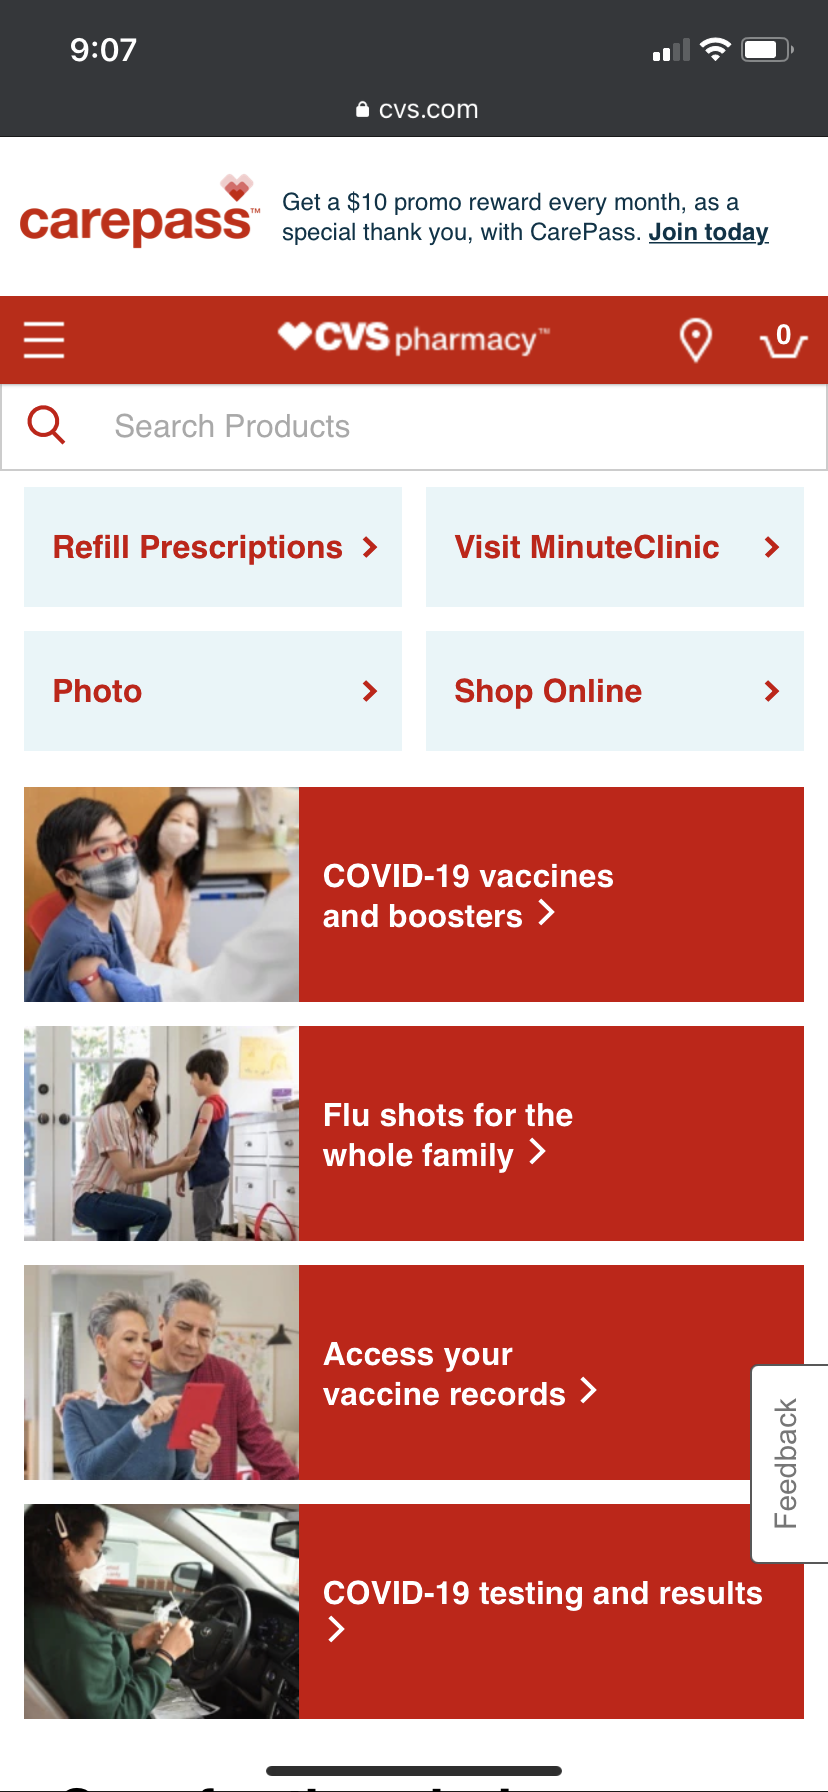 9:07
cvs.com
carepass™
Get a $10 promo reward every month, as a
special thank you, with CarePass. Join today
CVS pharmacy™
0
Search Products
Refill Prescriptions
Visit MinuteClinic
Photo
Shop Online
COVID-19 vaccines
and boosters
Flu shots for the
whole family
Access your
vaccine records
Feedback
COVID-19 testing and results